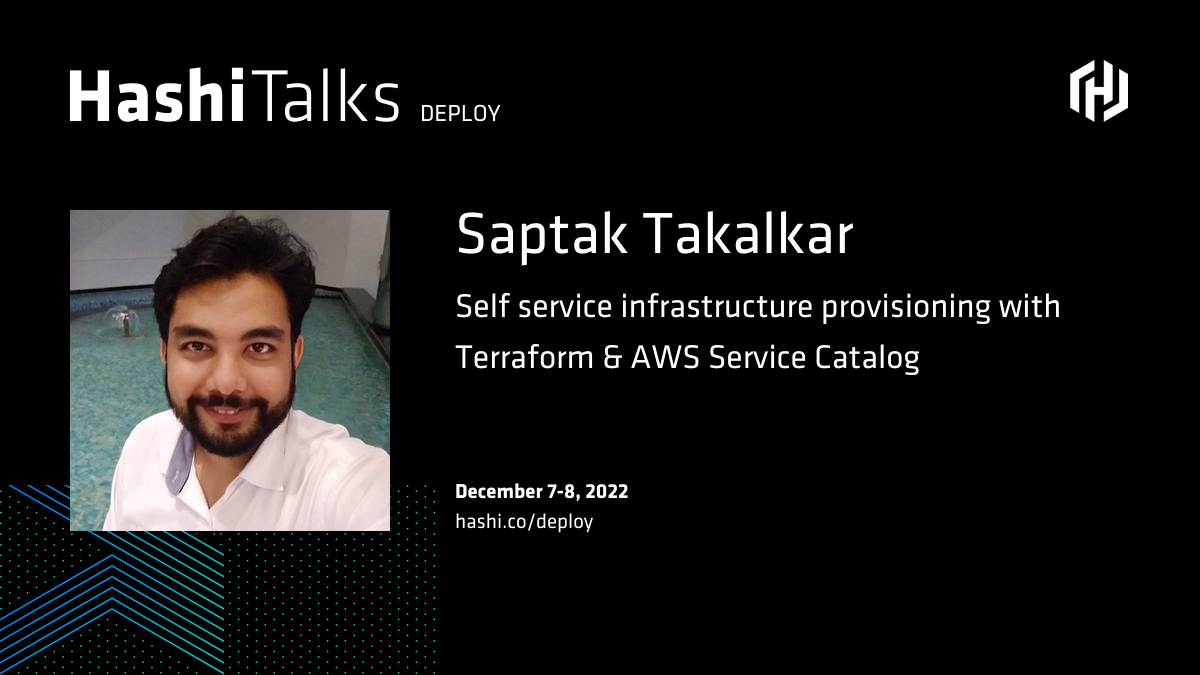 HashiTalks DEPLOY
Saptak Takalkar
Self service infrastructure provisioning with
Terraform & AWS Service Catalog
December 7-8, 2022
hashi.co/deploy